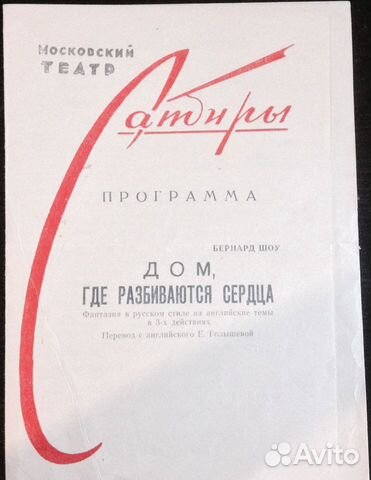 Московский
ТЕАТР
Сатиры
ПРОГРАММА
БЕРНАРД ШОУ
ДОМ,
ГДЕ РАЗБИВАЮТСЯ СЕРДЦА
Фантазия в русском стиле на английские темы
в 3-х действиях
Перевод с английского Е. Голышевой
Avito